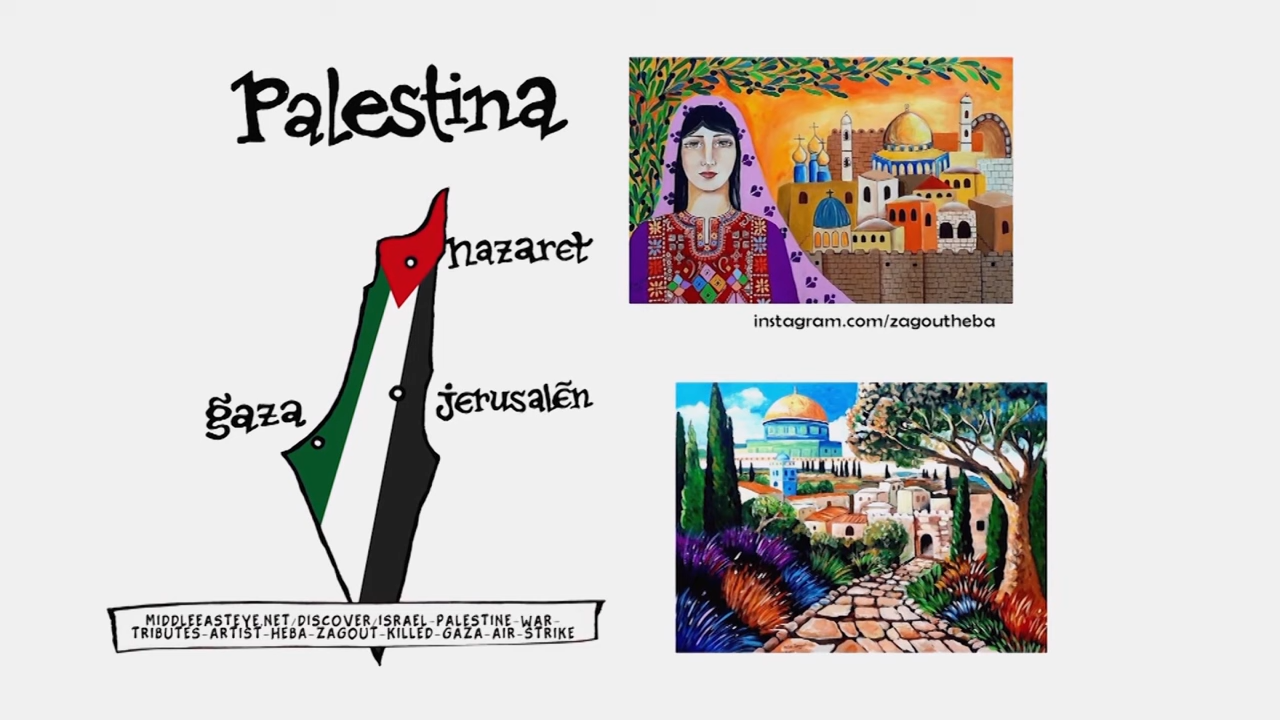 Palestina
nazaret
gaza
jerusalẽn
instagram.com/zagoutheba
MIDDLEEASTEYE.NET/DISCOVER/ISRAEL-PALESTINE-WAR-
TRIBUTES-ARTIST-HEBA-ZAGOUT-KILLED-GAZA-AIR-STRIKE